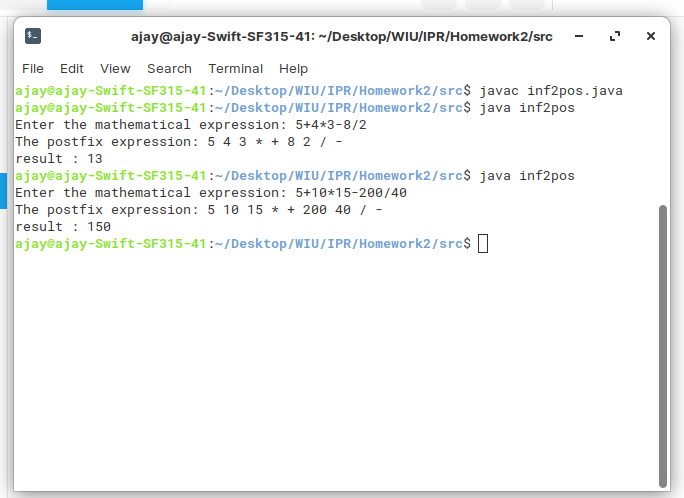 ajay@ajay-Swift-SF315-41: ~/Desktop/WIU/IPR/Homework2/src
File Edit View Search Terminal Help
ajay@ajay-Swift-SF315-41:~/Desktop/WIU/IPR/Homework2/src$ javac inf2pos.java
ajay@ajay-Swift-SF315-41:~/Desktop/WIU/IPR/Homework2/src$ java inf2pos
Enter the mathematical expression: 5+4*3-8/2
The postfix expression: 5 4 3 * + 8 2 / -
result : 13
ajay@ajay-Swift-SF315-41:~/Desktop/WIU/IPR/Homework2/src$ java inf2pos
Enter the mathematical expression: 5+10*15-200/40
The postfix expression: 5 10 15 * + 200 40 / -
result : 150
ajay@ajay-Swift-SF315-41:~/Desktop/WIU/IPR/Homework2/src$